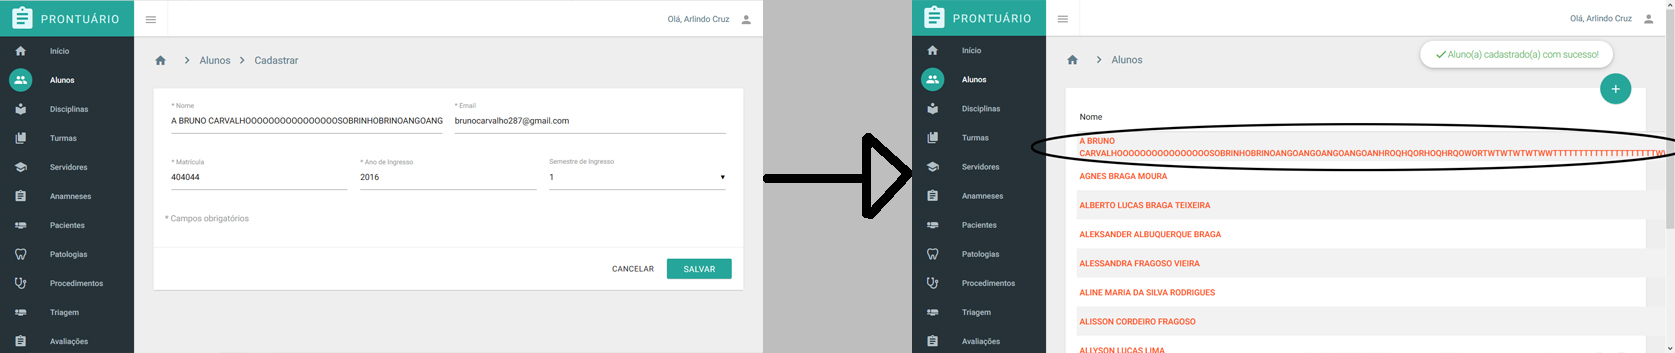 PRONTUÁRIO
Olá, Arlindo Cruz
Início
Alunos
Disciplinas
Turmas
Servidores
Anamneses
Pacientes
Patologias
Procedimentos
Triagem
Avaliações
Alunos
Cadastrar
* Nome
A BRUNO CARVALHOOOOOOOOOOOOOOOOSOBRINHOBRINOANGOANG
* Email
brunocarvalho287@gmail.com
* Matrícula
404044
* Ano de Ingresso
2016
Semestre de Ingresso
1
* Campos obrigatórios
CANCELAR
SALVAR
PRONTUÁRIO
Olá, Arlindo Cruz
Início
Alunos
Disciplinas
Turmas
Servidores
Anamneses
Pacientes
Patologias
Procedimentos
Triagem
Avaliações
Alunos
Aluno(a) cadastrado(a) com sucesso!
Nome
A BRUNO
CARVALHOOOOOOOOOOOOOOOOSOBRINHOBRINOANGOANGOANGOANGOANHROQHQORHOQHRQOWORTWTWTWTWTWWTTTTTTTTTTTTTTTTTTTTTW
AGNES BRAGA MOURA
ALBERTO LUCAS BRAGA TEIXEIRA
ALEKSANDER ALBUQUERQUE BRAGA
ALESSANDRA FRAGOSO VIEIRA
ALINE MARIA DA SILVA RODRIGUES
ALISSON CORDEIRO FRAGOSO
ALLYSON LUCAS LIMA